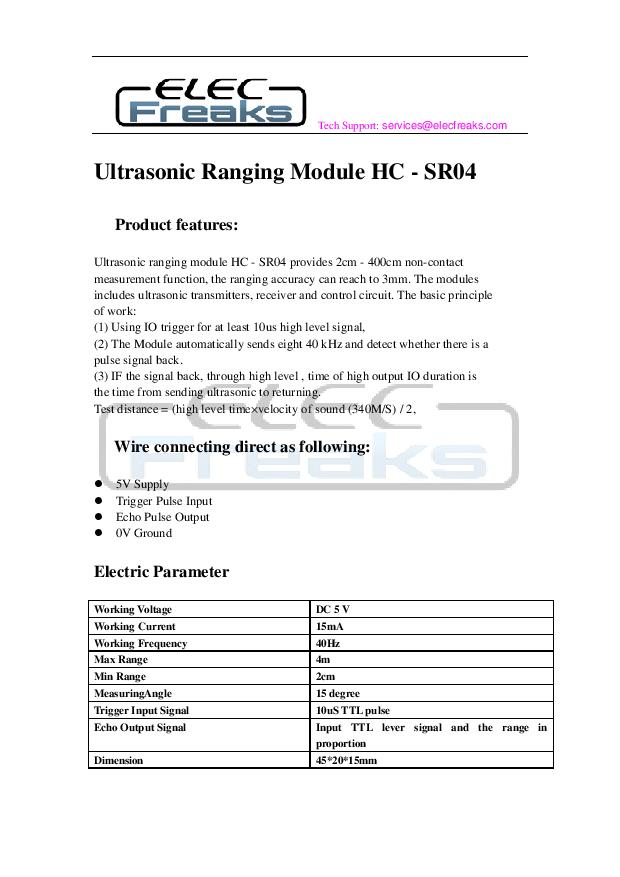 ELEC
Freaks
Tech Support: services@elecfreaks.com
Ultrasonic Ranging Module HC - SR04
Product features:
Ultrasonic ranging module HC - SR04 provides 2cm - 400cm non-contact
measurement function, the ranging accuracy can reach to 3mm. The modules
includes ultrasonic transmitters, receiver and control circuit. The basic principle
of work:
(1) Using IO trigger for at least 10us high level signal,
(2) The Module automatically sends eight 40 kHz and detect whether there is a
pulse signal back.
(3) IF the signal back, through high level , time of high output IO duration is
the time from sending ultrasonic to returning.
Test distance = (high level time×velocity of sound (340M/S) / 2,
ELEC
Freaks
Wire connecting direct as following:
● 5V Supply
● Trigger Pulse Input
● Echo Pulse Output
● 0V Ground
Electric Parameter
Working Voltage DC 5 V
Working Current 15mA
Working Frequency 40Hz
Max Range 4m
Min Range 2cm
MeasuringAngle 15 degree
Trigger Input Signal 10uS TTL pulse
Echo Output Signal Input TTL lever signal and the range in
proportion
Dimension 45*20*15mm